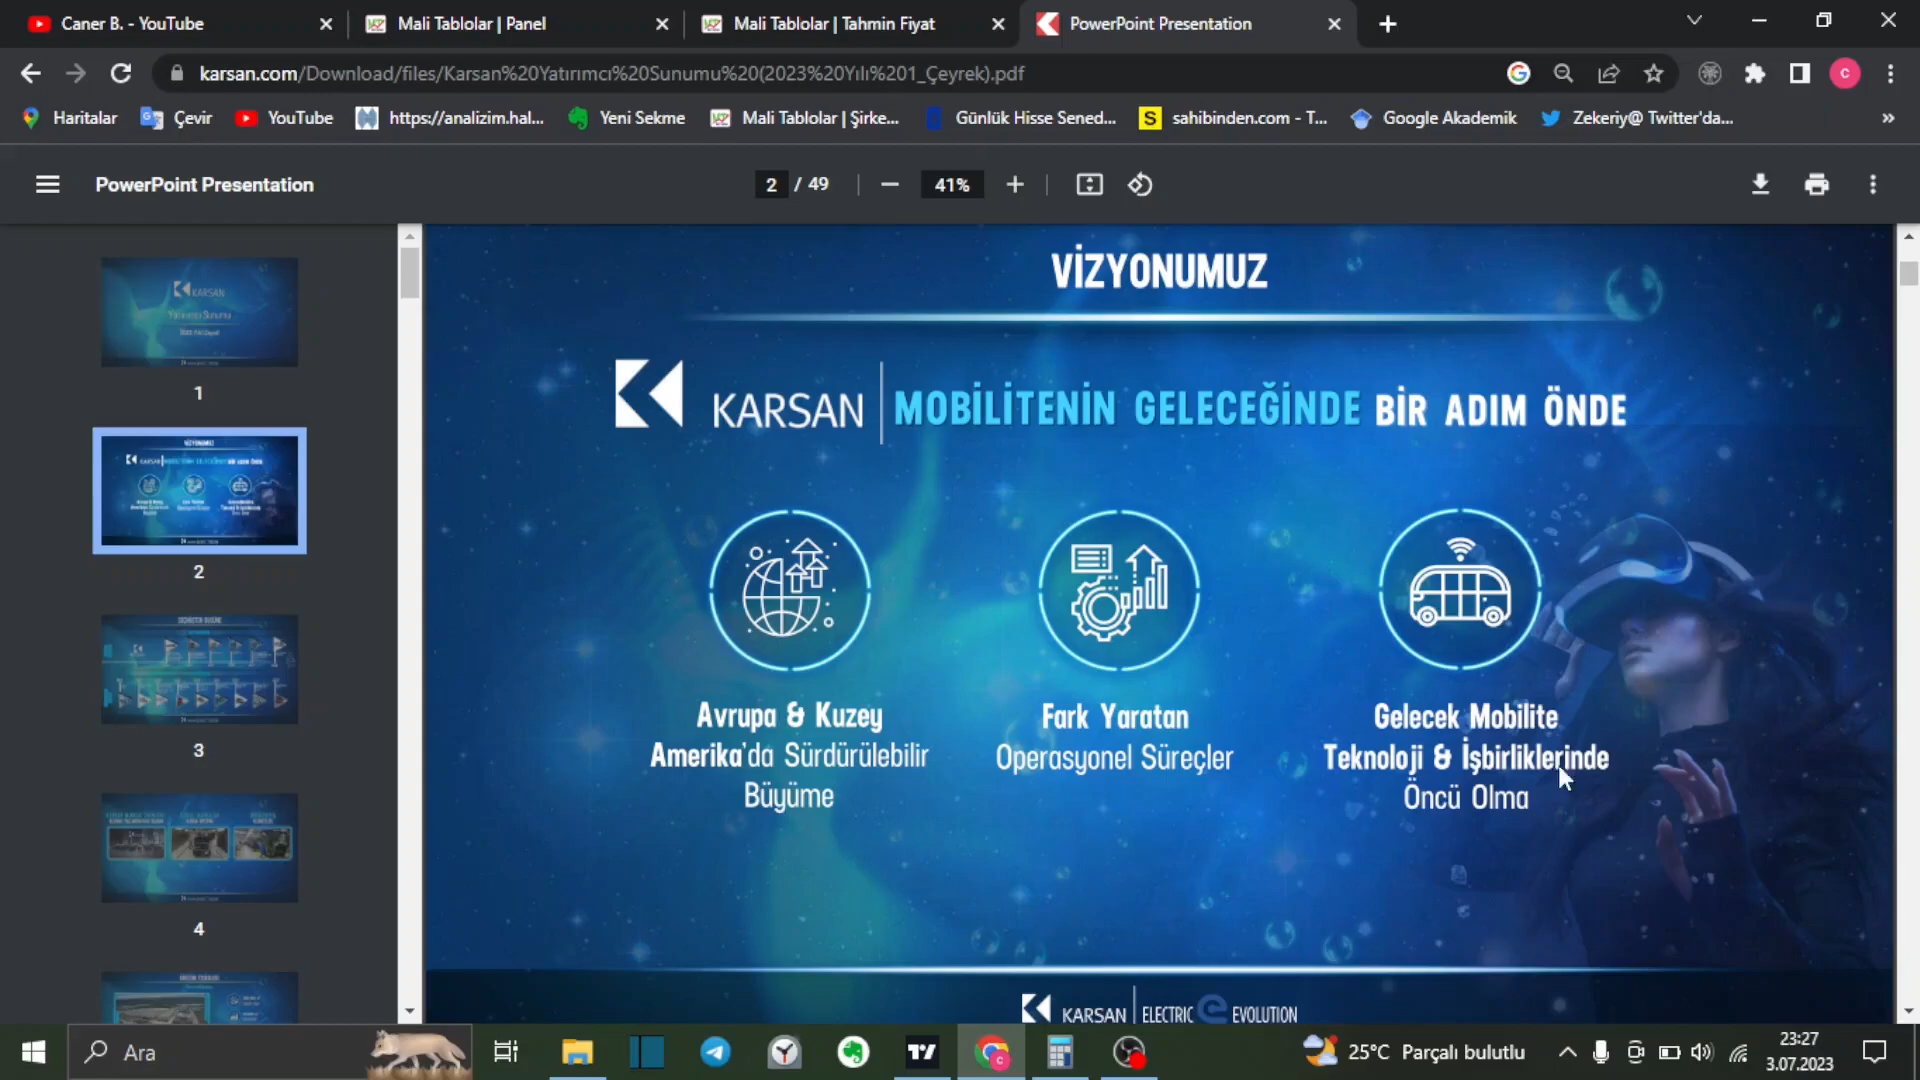 Caner B. - YouTube
Mali Tablolar | Panel
Mali Tablolar | Tahmin Fiyat
PowerPoint Presentation
karsan.com/Download/files/Karsan%20Yatırımcı%20Sunumu%20(2023%20Yılı%201_Çeyrek).pdf
C
Haritalar
Çevir
YouTube
https://analizim.hal...
Yeni Sekme
Mali Tablolar | Şirke...
Günlük Hisse Sened...
S
sahibinden.com - T...
Google Akademik
Zekeriy@ Twitter'da...
»
PowerPoint Presentation
2 / 49
41%
KARSAN
Yatırımcı Sunumu
1
2
3
4
VİZYONUMUZ
KARSAN
MOBİLİTENİN GELECEĞİNDE BİR ADIM ÖNDE
Avrupa & Kuzey
Amerika'da Sürdürülebilir
Büyüme
Fark Yaratan
Operasyonel Süreçler
Gelecek Mobilite
Teknoloji & İşbirliklerinde
Öncü Olma
KARSAN
ELECTRIC e EVOLUTION
Ara
25°C Parçalı bulutlu
23:27
3.07.2023